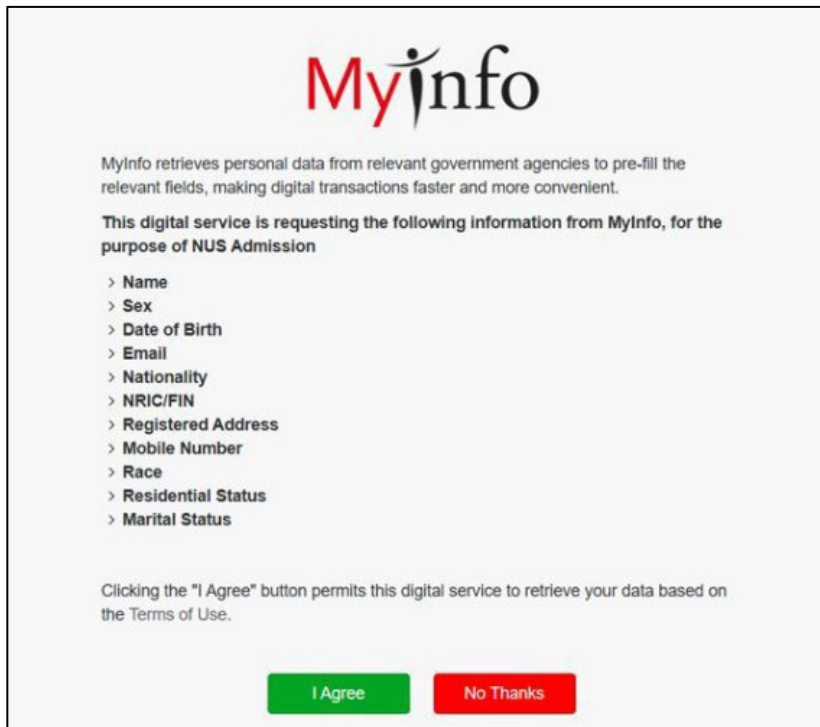 Myinfo
MyInfo retrieves personal data from relevant government agencies to pre-fill the
relevant fields, making digital transactions faster and more convenient.
This digital service is requesting the following information from MyInfo, for the
purpose of NUS Admission
> Name
> Sex
> Date of Birth
> Email
> Nationality
> NRIC/FIN
> Registered Address
> Mobile Number
> Race
> Residential Status
> Marital Status
Clicking the "I Agree" button permits this digital service to retrieve your data based on
the Terms of Use.
I Agree
No Thanks